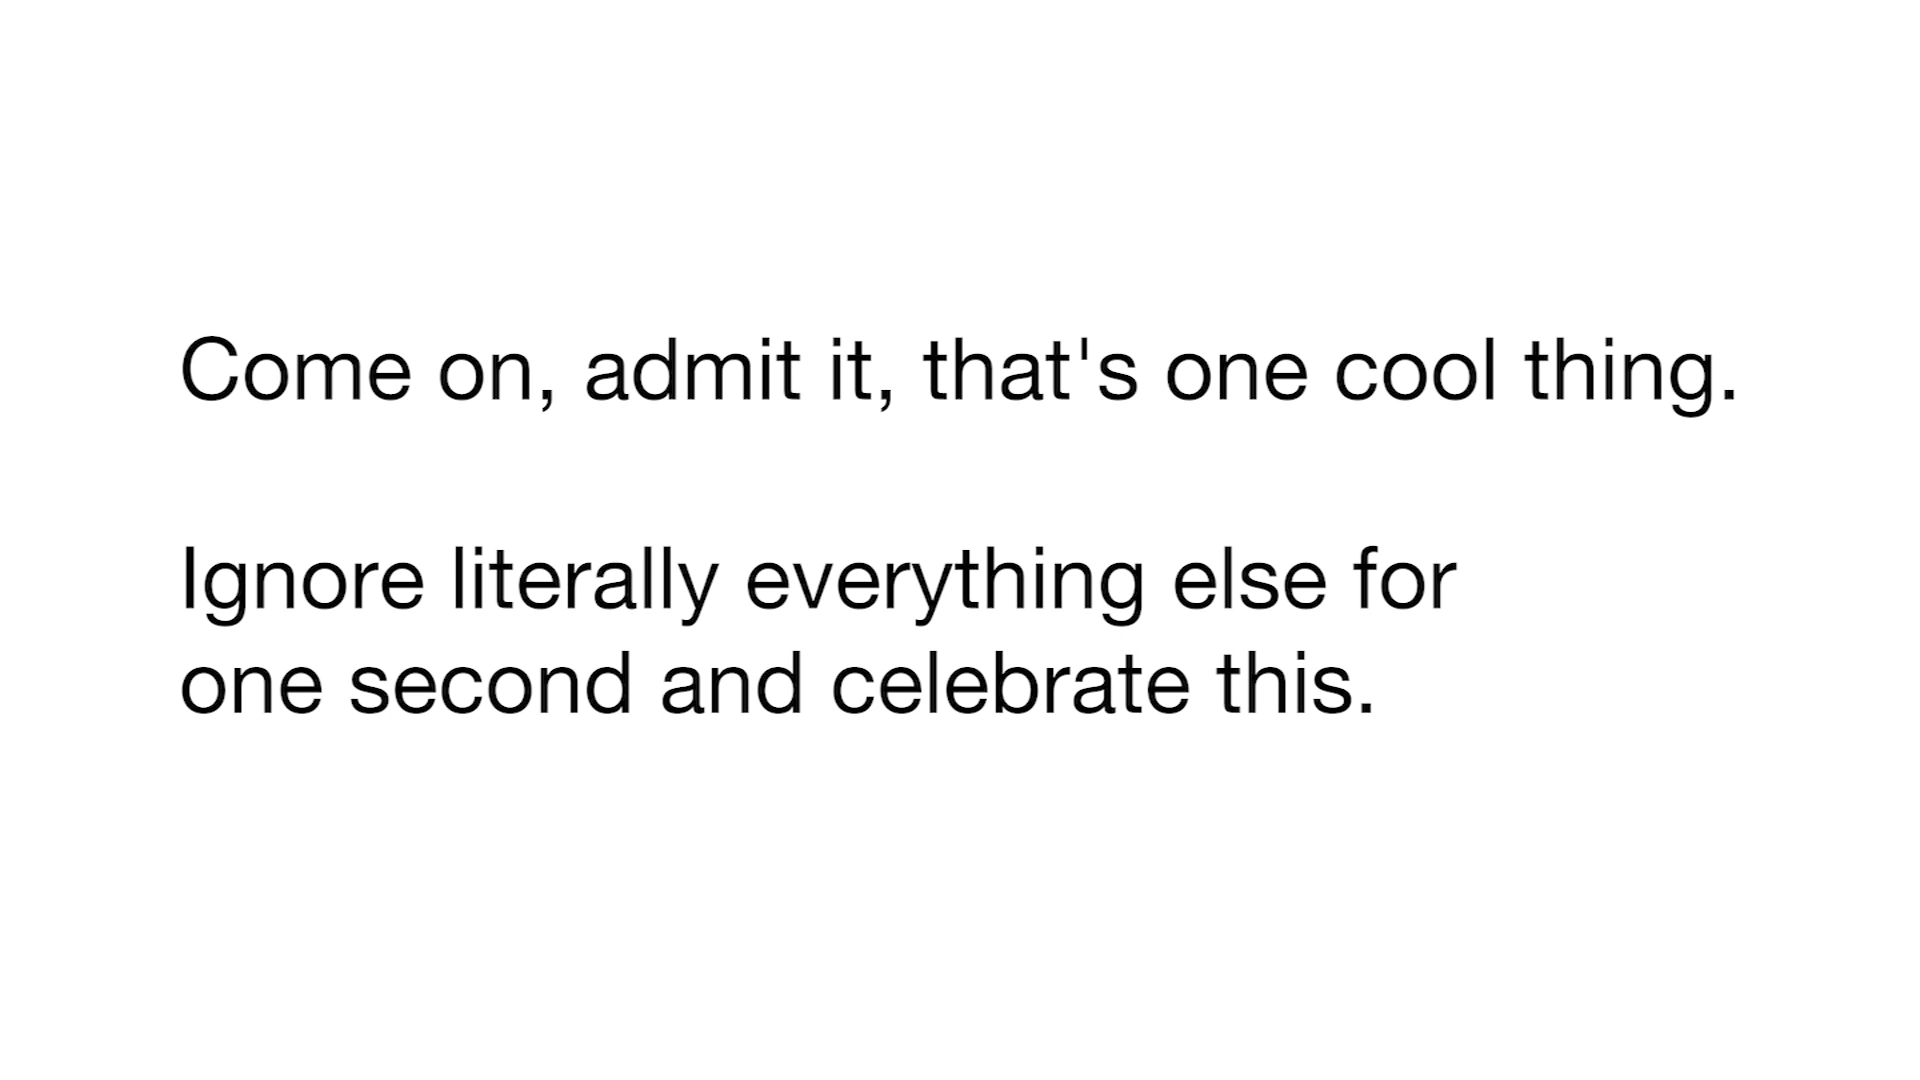 Come on, admit it, that's one cool thing.
Ignore literally everything else for
one second and celebrate this.